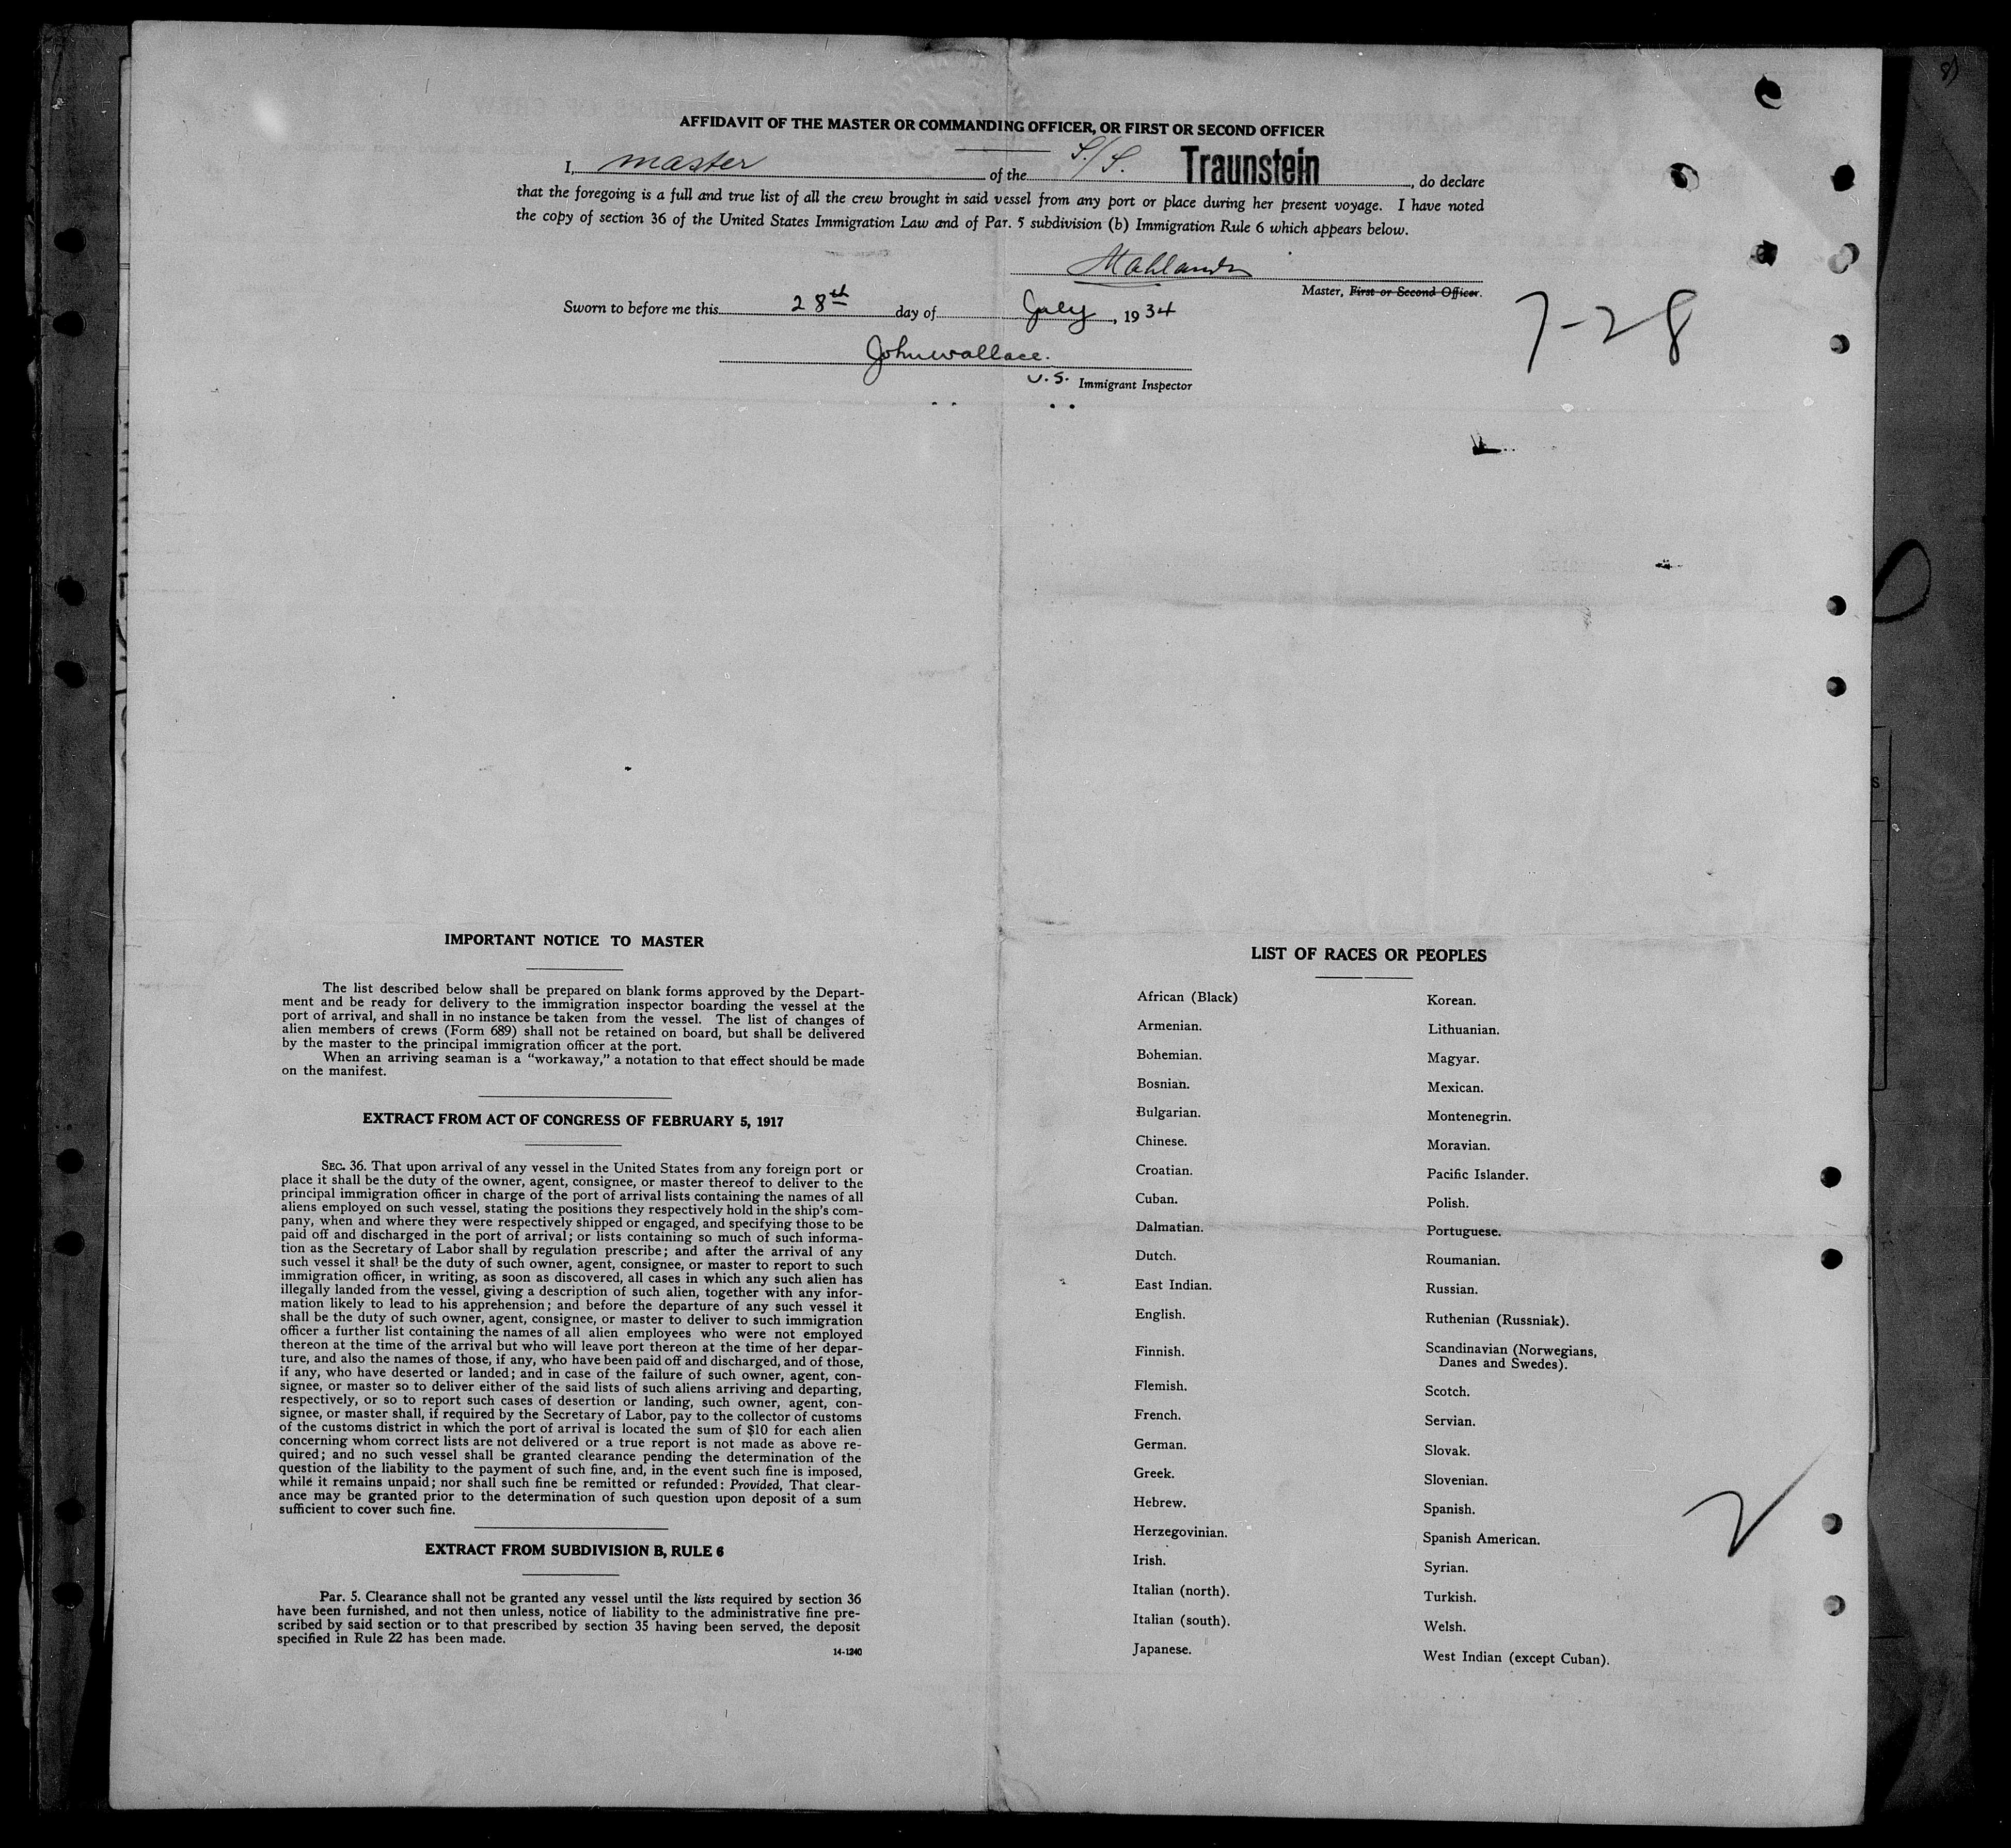 AFFIDAVIT OF THE MASTER OR COMMANDING OFFICER, OR FIRST OR SECOND OFFICER
I, master of the S./S. Traunstein, do declare
that the foregoing is a full and true list of all the crew brought in said vessel from any port or place during her present voyage. I have noted
the copy of section 36 of the United States Immigration Law and of Par. 5 subdivision (b) Immigration Rule 6 which appears below.
Master, First or Second Officer.
Sworn to before me this 28th day of July, 1934
7-28
John Wallace.
U.S. Immigrant Inspector
IMPORTANT NOTICE TO MASTER
The list described below shall be prepared on blank forms approved by the Depart-
ment and be ready for delivery to the immigration inspector boarding the vessel at the
port of arrival, and shall in no instance be taken from the vessel. The list of changes of
alien members of crews (Form 689) shall not be retained on board, but shall be delivered
by the master to the principal immigration officer at the port.
When an arriving seaman is a "workaway," a notation to that effect should be made
on the manifest.
EXTRACT FROM ACT OF CONGRESS OF FEBRUARY 5, 1917
SEC. 36. That upon arrival of any vessel in the United States from any foreign port or
place it shall be the duty of the owner, agent, consignee, or master thereof to deliver to the
principal immigration officer in charge of the port of arrival lists containing the names of all
aliens employed on such vessel, stating the positions they respectively hold in the ship's com-
pany, when and where they were respectively shipped or engaged, and specifying those to be
paid off and discharged in the port of arrival; or lists containing so much of such informa-
tion as the Secretary of Labor shall by regulation prescribe; and after the arrival of any
such vessel it shall be the duty of such owner, agent, consignee, or master to report to such
immigration officer, in writing, as soon as discovered, all cases in which any such alien has
illegally landed from the vessel, giving a description of such alien, together with any infor-
mation likely to lead to his apprehension; and before the departure of any such vessel it
shall be the duty of such owner, agent, consignee, or master to deliver to such immigration
officer a further list containing the names of all alien employees who were not employed
thereon at the time of the arrival but who will leave port thereon at the time of her depar-
ture, and also the names of those, if any, who have been paid off and discharged, and of those,
if any, who have deserted or landed; and in case of the failure of such owner, agent, con-
signee, or master so to deliver either of the said lists of such aliens arriving and departing,
respectively, or so to report such cases of desertion or landing, such owner, agent, con-
signee, or master shall, if required by the Secretary of Labor, pay to the collector of customs
of the customs district in which the port of arrival is located the sum of $10 for each alien
concerning whom correct lists are not delivered or a true report is not made as above re-
quired; and no such vessel shall be granted clearance pending the determination of the
question of the liability to the payment of such fine, and, in the event such fine is imposed,
while it remains unpaid; nor shall such fine be remitted or refunded: Provided, That clear-
ance may be granted prior to the determination of such question upon deposit of a sum
sufficient to cover such fine.
EXTRACT FROM SUBDIVISION B, RULE 6
Par. 5. Clearance shall not be granted any vessel until the lists required by section 36
have been furnished, and not then unless, notice of liability to the administrative fine pre-
scribed by said section or to that prescribed by section 35 having been served, the deposit
specified in Rule 22 has been made.
14-1240
LIST OF RACES OR PEOPLES
African (Black)
Armenian.
Bohemian.
Bosnian.
Bulgarian.
Chinese.
Croatian.
Cuban.
Dalmatian.
Dutch.
East Indian.
English.
Finnish.
Flemish.
French.
German.
Greek.
Hebrew.
Herzegovinian.
Irish.
Italian (north).
Italian (south).
Japanese.
Korean.
Lithuanian.
Magyar.
Mexican.
Montenegrin.
Moravian.
Pacific Islander.
Polish.
Portuguese.
Roumanian.
Russian.
Ruthenian (Russniak).
Scandinavian (Norwegians,
Danes and Swedes).
Scotch.
Servian.
Slovak.
Slovenian.
Spanish.
Spanish American.
Syrian.
Turkish.
Welsh.
West Indian (except Cuban).